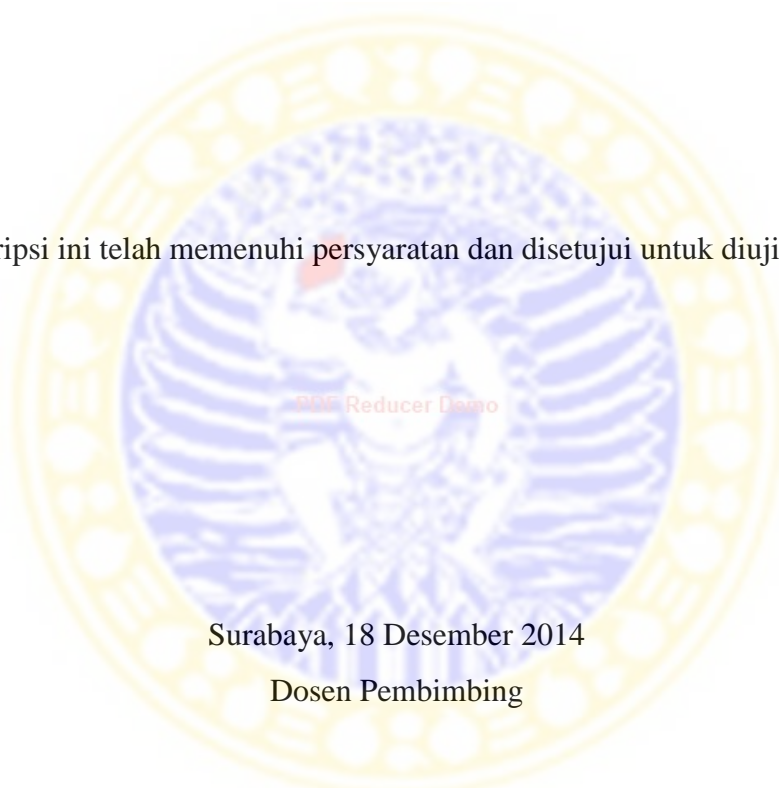 ripsi ini telah memenuhi persyaratan dan disetujui untuk diuji
PDF Reducer Demo
Surabaya, 18 Desember 2014
Dosen Pembimbing